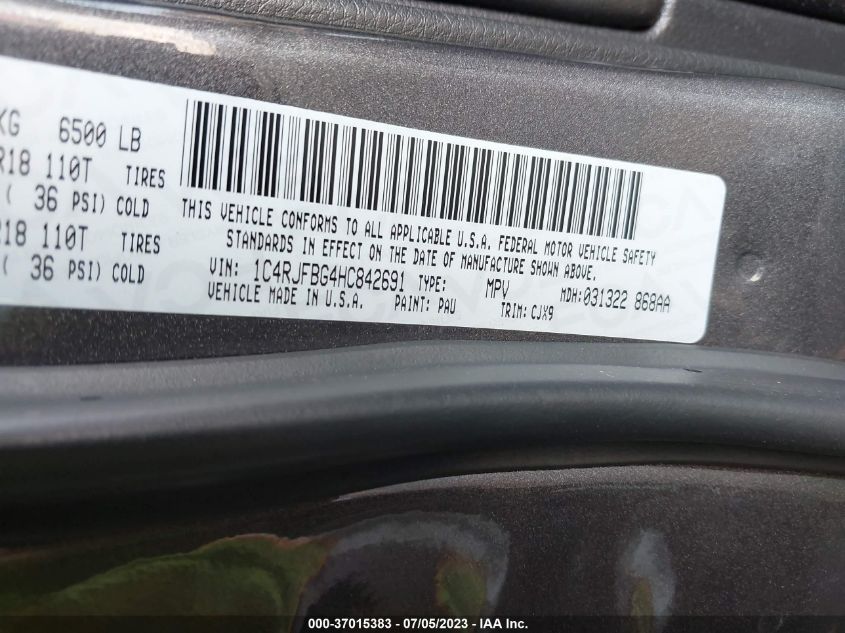 KG 6500 LB
R18 110T TIRES
( 36 PSI) COLD
R18 110T TIRES
( 36 PSI) COLD
THIS VEHICLE CONFORMS TO ALL APPLICABLE U.S.A. FEDERAL MOTOR VEHICLE SAFETY
STANDARDS IN EFFECT ON THE DATE OF MANUFACTURE SHOWN ABOVE.
VIN: 1C4RJFBG4HC842691 TYPE: MPV MDH:031322 868AA
VEHICLE MADE IN U.S.A. PAINT: PAU TRIM: CJX9
000-37015383 - 07/05/2023 - IAA Inc.